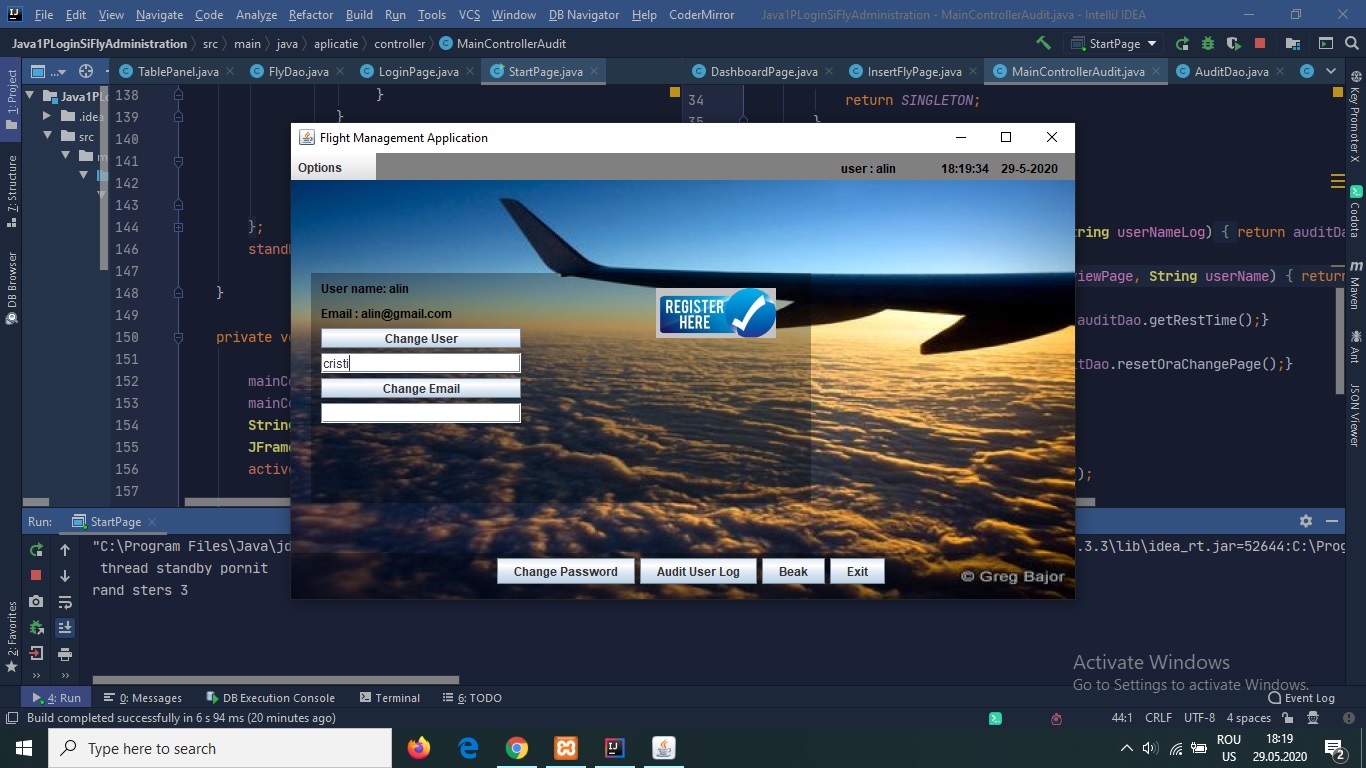 File Edit View Navigate Code Analyze Refactor Build Run Tools VCS Window DB Navigator Help CoderMirror Java1PLoginSiFlyAdministration - MainControllerAudit.java - IntelliJ IDEA
Java1PLoginSiFlyAdministration src main java aplicatie controller MainControllerAudit StartPage
TablePanel.java FlyDao.java LoginPage.java StartPage.java DashboardPage.java InsertFlyPage.java MainControllerAudit.java AuditDao.java
1: Project
7: Structure
DB Browser
2: Favorites
Java1PLo
.idea
src
138 }
139 }
140
141
142
143
144 };
146
147
148 }
149
150 private
151
152
153
154 String
155 JFrame
156
157
34 return SINGLETON;
35 }
userNameLog) { return
String userName) { return
auditDao.getRestTime();}
.resetOraChangePage();}
);
Key Promoter X
Codota
Maven
Ant
JSON Viewer
Flight Management Application
Options user : alin 18:19:34 29-5-2020
User name: alin
Email : alin@gmail.com
Change User
cristi
Change Email
REGISTER
HERE
Change Password Audit User Log Beak Exit
© Greg Bajor
Run: StartPage
"C:\Program Files\Java\jd .3.3\lib\idea_rt.jar=52644:C:\Prog
thread standby pornit
rand sters 3
Activate Windows
Go to Settings to activate Windows.
4: Run 0: Messages DB Execution Console Terminal 6: TODO Event Log
Build completed successfully in 6 s 94 ms (20 minutes ago) 44:1 CRLF UTF-8 4 spaces
Type here to search
ROU
US
18:19
29.05.2020
2